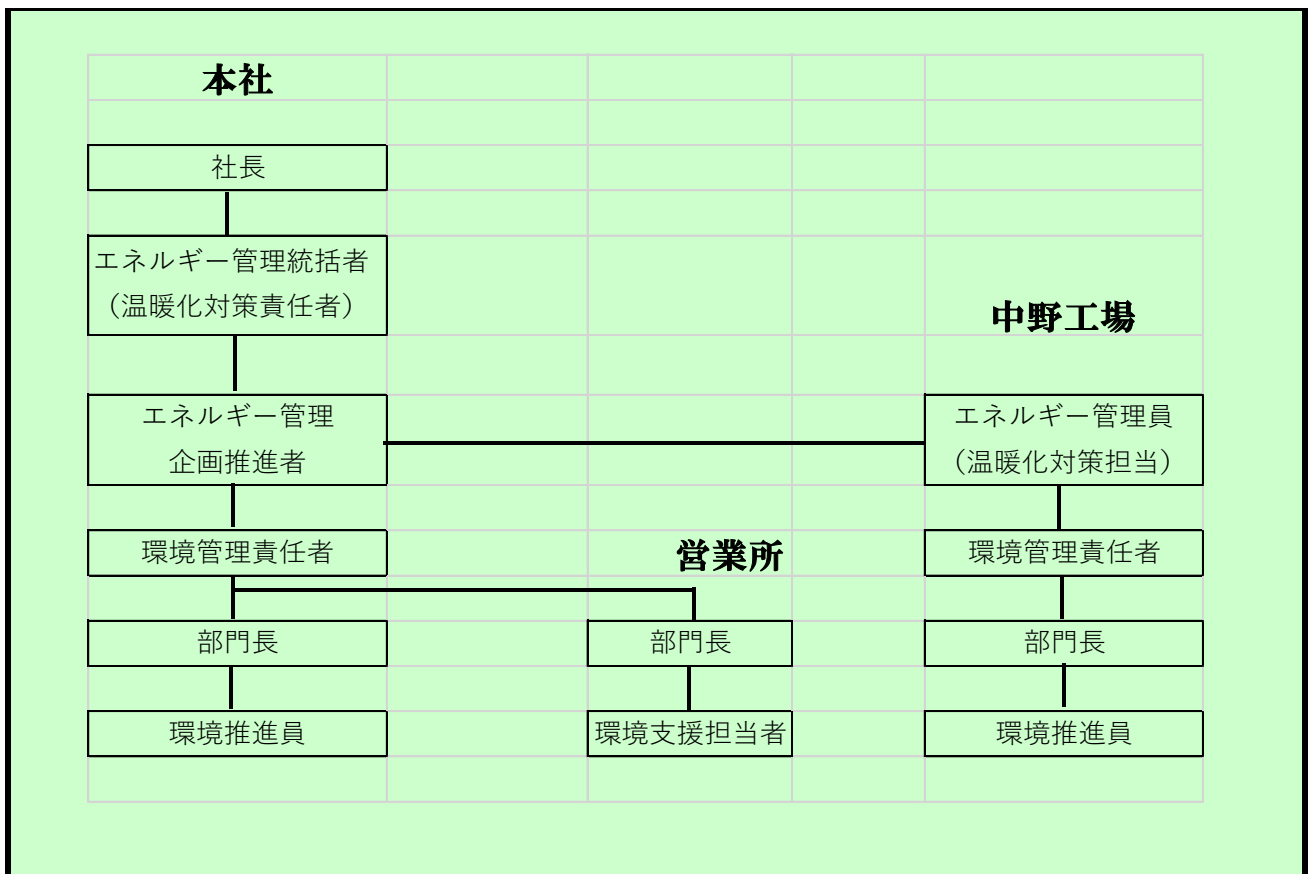 本社
社長
エネルギー管理統括者
（温暖化対策責任者）
中野工場
エネルギー管理
企画推進者
エネルギー管理員
（温暖化対策担当）
環境管理責任者
営業所
環境管理責任者
部門長
部門長
部門長
環境推進員
環境支援担当者
環境推進員